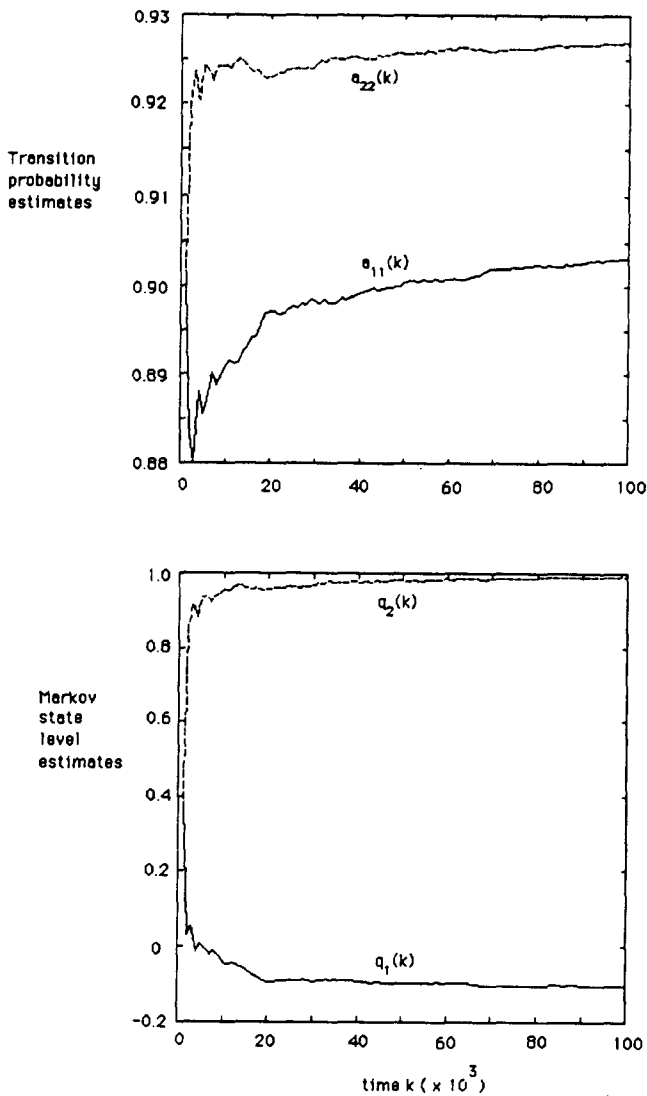 0.93
a₂₂(k)
0.92
Transition
probability
estimates
0.91
a₁₁(k)
0.90
0.89
0.88
0 20 40 60 80 100
1.0
q₂(k)
0.8
Markov
state
level
estimates
0.6
0.4
0.2
0
q₁(k)
-0.2
0 20 40 60 80 100
time k ( x 10³)